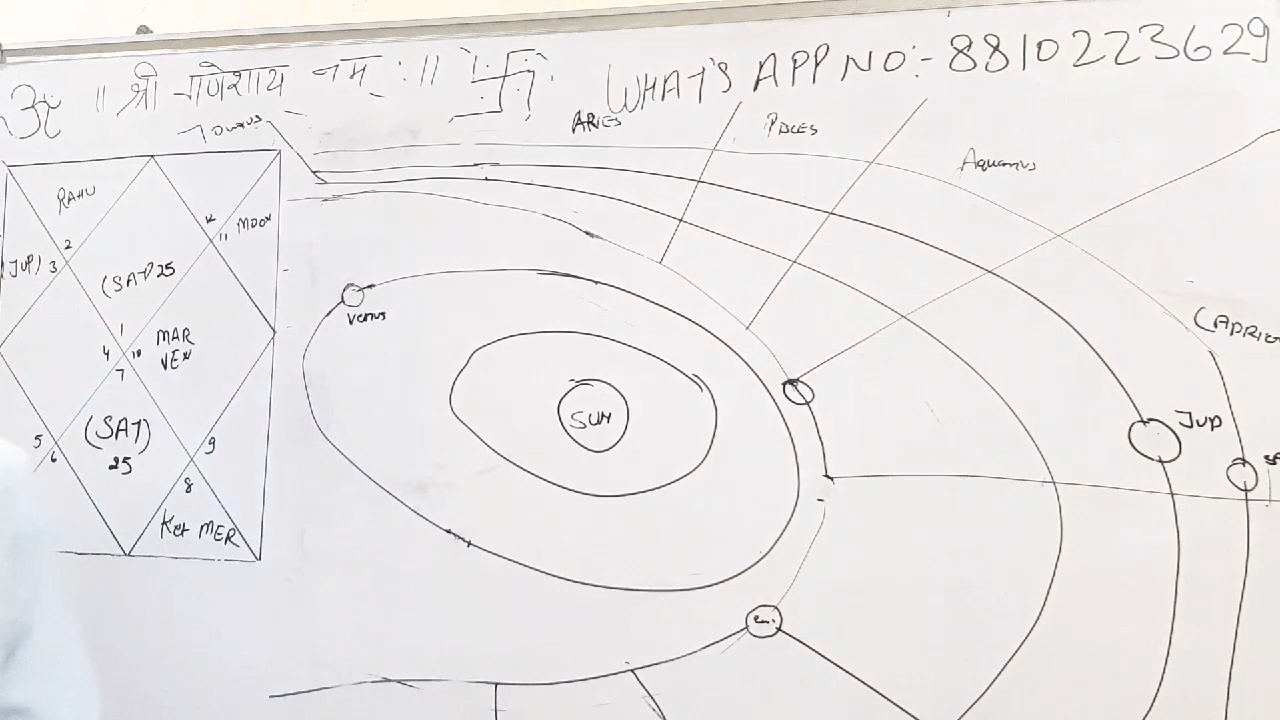 ॐ ॥ श्री गणेशाय नमः ॥ 卐 WHAT'S APP NO:- 8810223629
Taurus
ARIES
PISCES
Aquarius
CAPRICO
RAHU
12
11 MOON
2
(JUP) 3
(SAT) 25
1
4 10
7
MAR
VEN
Venus
SUN
JUP
(SAT)
25
5
6
9
8
Ket MER